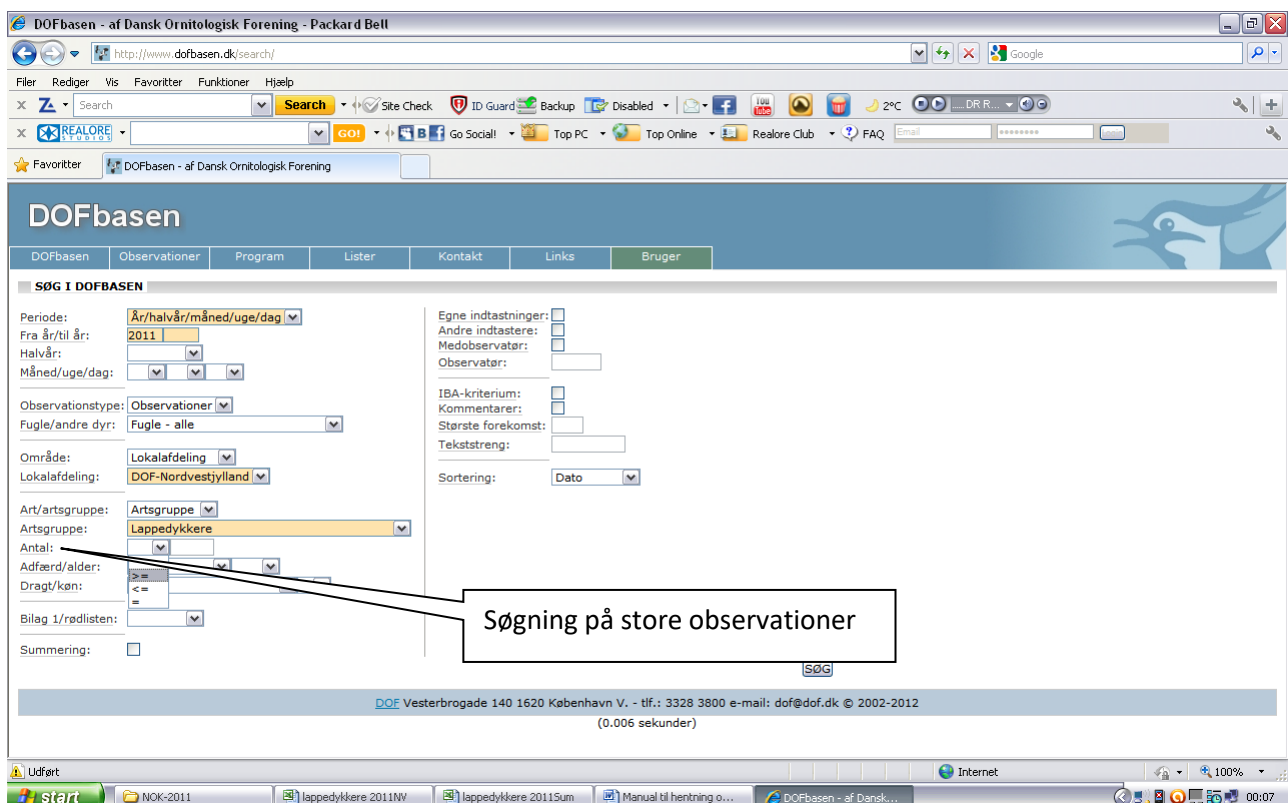 DOFbasen - af Dansk Ornitologisk Forening - Packard Bell
http://www.dofbasen.dk/search/
Google
Filer Rediger Vis Favoritter Funktioner Hjælp
Search Search Site Check ID Guard Backup Disabled 2°C .... DR R...
REALORE STUDIOS GO! Go Social! Top PC Top Online Realore Club FAQ Email ••••••••
Favoritter DOFbasen - af Dansk Ornitologisk Forening
DOFbasen
DOFbasen Observationer Program Lister Kontakt Links Bruger
SØG I DOFBASEN
Periode: År/halvår/måned/uge/dag
Fra år/til år: 2011
Halvår:
Måned/uge/dag:
Observationstype: Observationer
Fugle/andre dyr: Fugle - alle
Område: Lokalafdeling
Lokalafdeling: DOF-Nordvestjylland
Art/artsgruppe: Artsgruppe
Artsgruppe: Lappedykkere
Antal:
Adfærd/alder:
>=
Dragt/køn:
<=
=
Bilag 1/rødlisten:
Summering:
Egne indtastninger:
Andre indtastere:
Medobservatør:
Observatør:
IBA-kriterium:
Kommentarer:
Største forekomst:
Tekststreng:
Sortering: Dato
Søgning på store observationer
SØG
DOF Vesterbrogade 140 1620 København V. - tlf.: 3328 3800 e-mail: dof@dof.dk © 2002-2012
(0.006 sekunder)
Udført Internet 100%
start NOK-2011 lappedykkere 2011NV lappedykkere 2011Sum Manual til hentning o... DOFbasen - af Dansk... 00:07